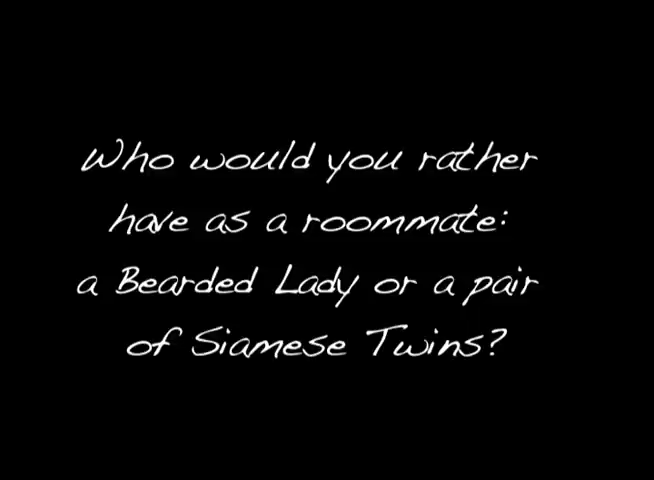 Who would you rather
have as a roommate:
a Bearded Lady or a pair
of Siamese Twins?